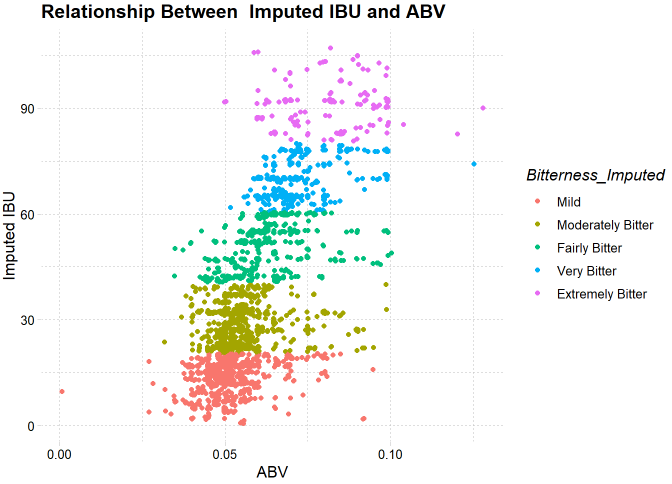 Relationship Between  Imputed IBU and ABV
Imputed IBU
90
60
30
0
0.00
0.05
0.10
ABV
Bitterness_Imputed
Mild
Moderately Bitter
Fairly Bitter
Very Bitter
Extremely Bitter